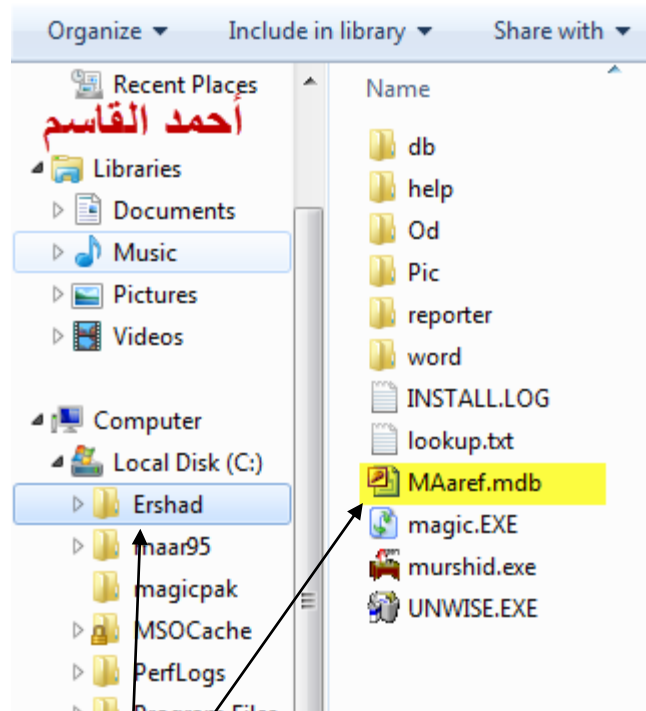 Organize Include in library Share with
Recent Places
أحمد القاسم
Libraries
Documents
Music
Pictures
Videos
Computer
Local Disk (C:)
Ershad
maar95
magicpak
MSOCache
PerfLogs
Program Files
Name
db
help
Od
Pic
reporter
word
INSTALL.LOG
lookup.txt
MAaref.mdb
magic.EXE
murshid.exe
UNWISE.EXE